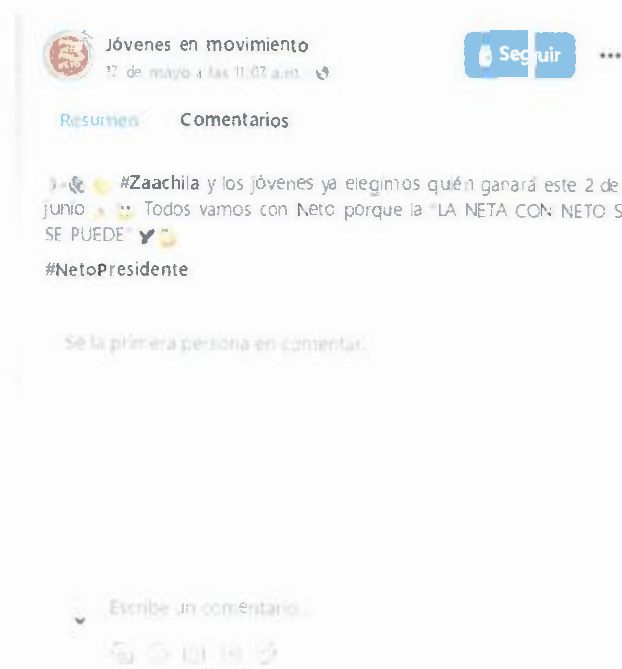 Jóvenes en movimiento
17 de mayo a las 11:07 a.m.
Seguir
Resumen Comentarios
#Zaachila y los jóvenes ya elegimos quién ganará este 2 de
junio Todos vamos con Neto porque la "LA NETA CON NETO S
SE PUEDE"
#NetoPresidente
Se la primera persona en comentar.
Escribe un comentario...